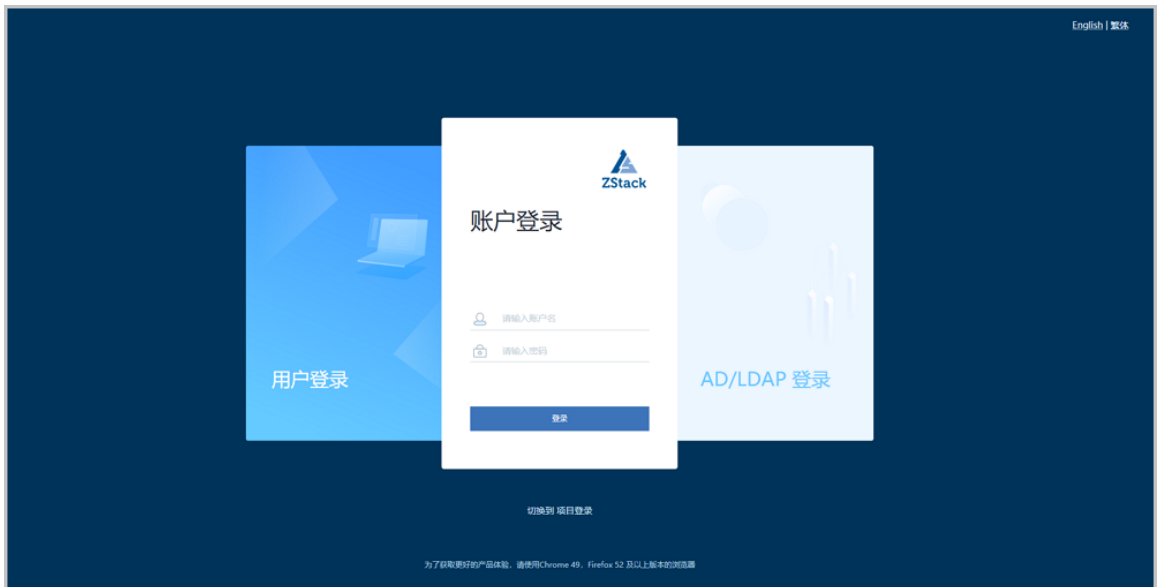 English | 繁体
ZStack
账户登录
请输入账户名
请输入密码
用户登录
AD/LDAP 登录
登录
切换到 项目登录
为了获取更好的产品体验，请使用Chrome 49、Firefox 52 及以上版本的浏览器